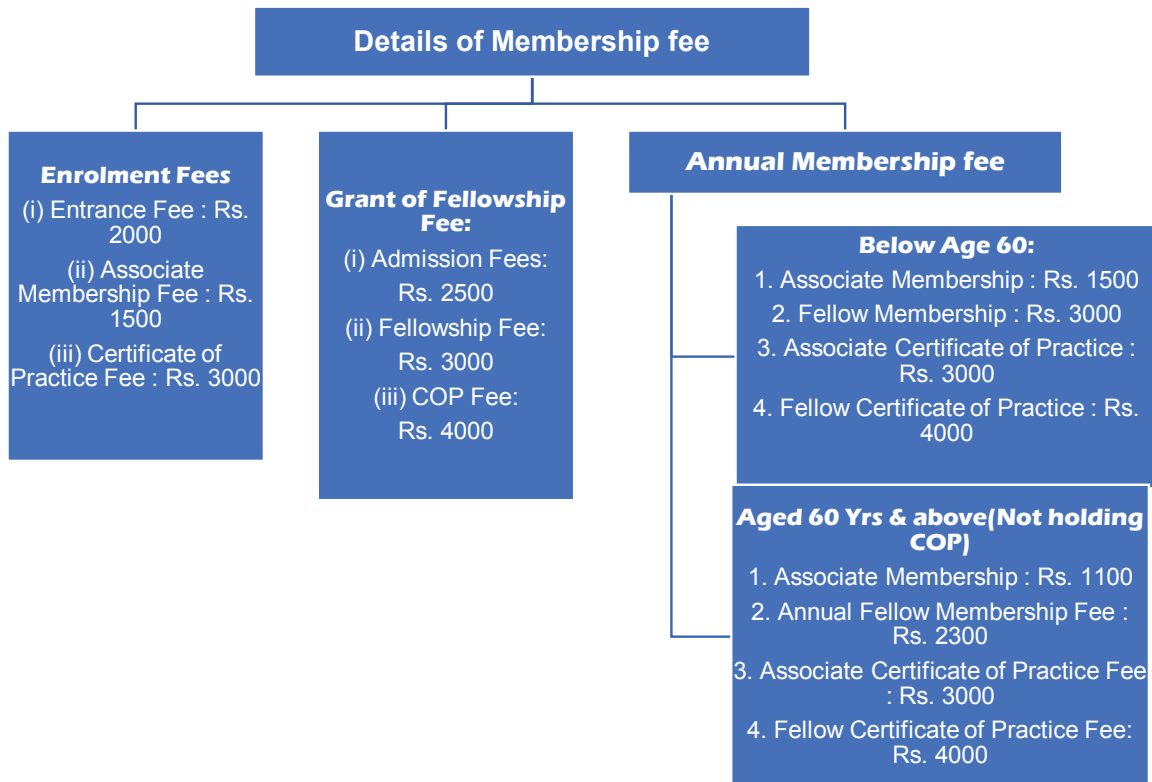 Details of Membership fee
Enrolment Fees
(i) Entrance Fee : Rs.
2000
(ii) Associate
Membership Fee : Rs.
1500
(iii) Certificate of
Practice Fee : Rs. 3000
Grant of Fellowship
Fee:
(i) Admission Fees:
Rs. 2500
(ii) Fellowship Fee:
Rs. 3000
(iii) COP Fee:
Rs. 4000
Annual Membership fee
Below Age 60:
1. Associate Membership : Rs. 1500
2. Fellow Membership : Rs. 3000
3. Associate Certificate of Practice :
Rs. 3000
4. Fellow Certificate of Practice : Rs.
4000
Aged 60 Yrs & above(Not holding
COP)
1. Associate Membership : Rs. 1100
2. Annual Fellow Membership Fee :
Rs. 2300
3. Associate Certificate of Practice Fee
: Rs. 3000
4. Fellow Certificate of Practice Fee:
Rs. 4000